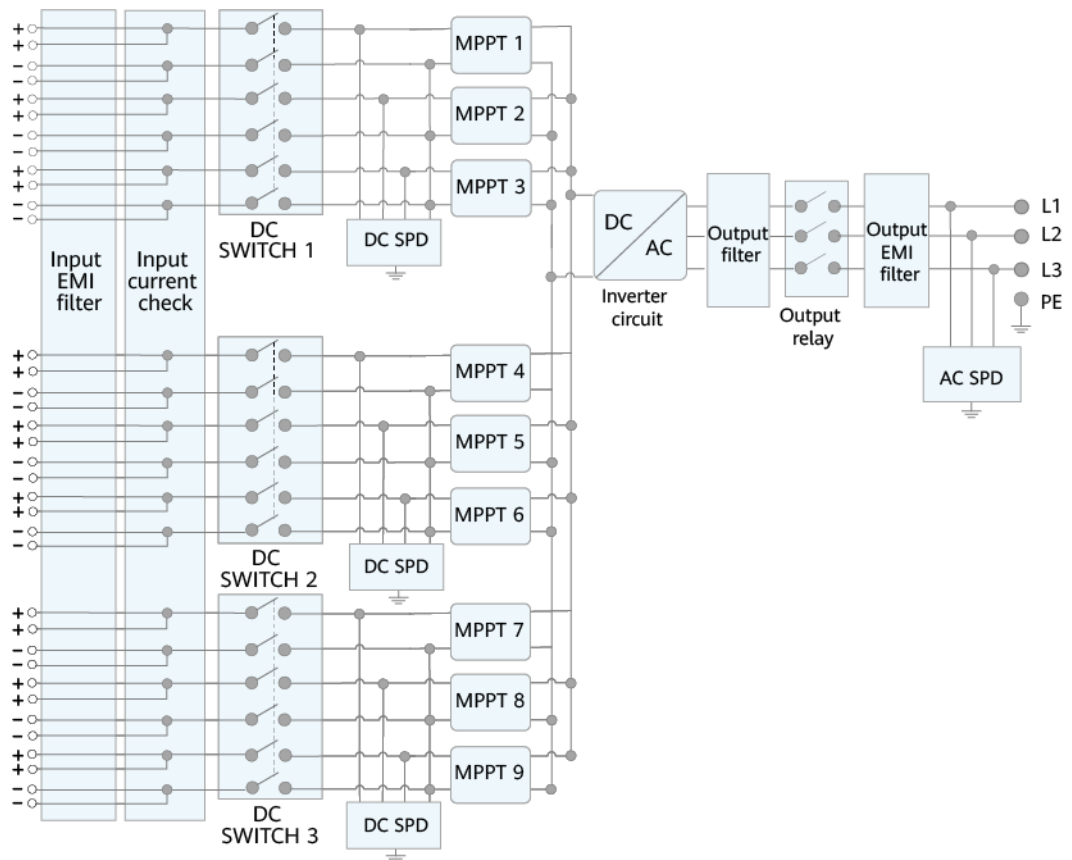 +
+
−
−
+
+
−
−
+
+
−
−
MPPT 1
MPPT 2
MPPT 3
DC
SWITCH 1
DC SPD
Input
EMI
filter
Input
current
check
+
+
−
−
+
+
−
−
+
+
−
−
MPPT 4
MPPT 5
MPPT 6
DC
SWITCH 2
DC SPD
+
+
−
−
+
+
−
−
+
+
−
−
MPPT 7
MPPT 8
MPPT 9
DC
SWITCH 3
DC SPD
DC
AC
Inverter
circuit
Output
filter
Output
relay
Output
EMI
filter
L1
L2
L3
PE
AC SPD